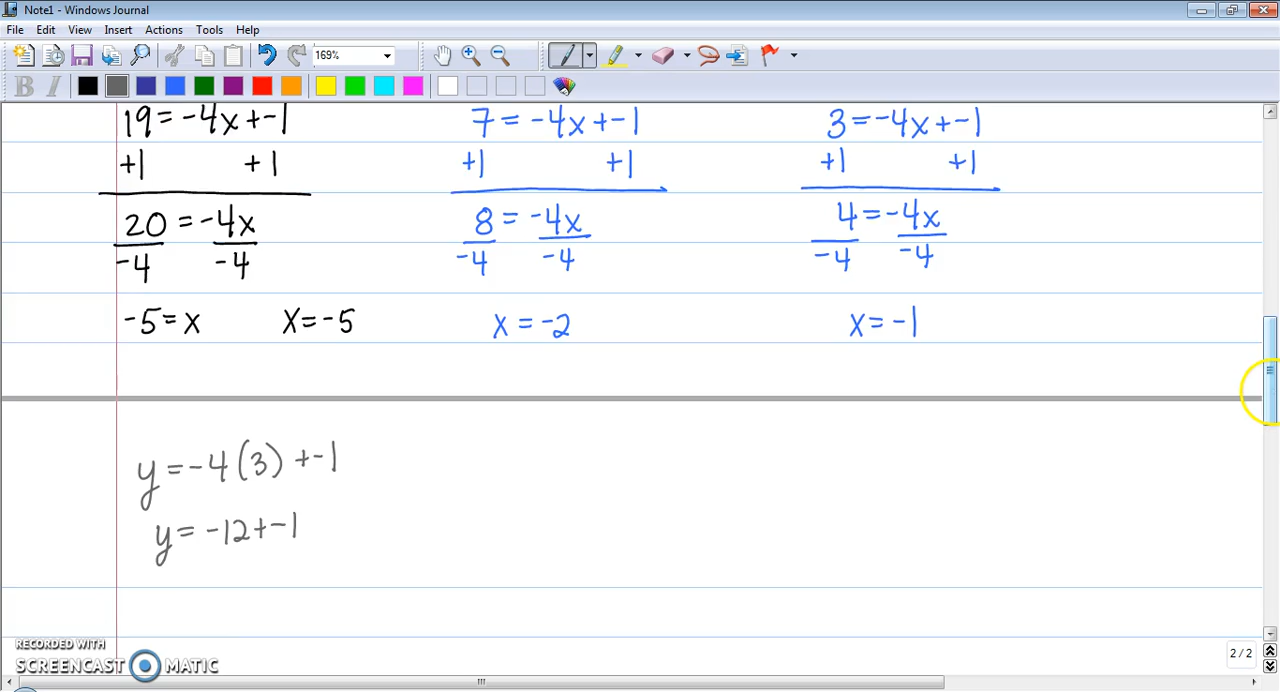 Note1 - Windows Journal
File Edit View Insert Actions Tools Help
169%
B I
19 = -4x + -1
+1 +1
20 = -4x
-4 -4
-5 = x x = -5
7 = -4x + -1
+1 +1
8 = -4x
-4 -4
x = -2
3 = -4x + -1
+1 +1
4 = -4x
-4 -4
x = -1
y = -4(3) + -1
y = -12 + -1
RECORDED WITH
SCREENCAST MATIC
2 / 2